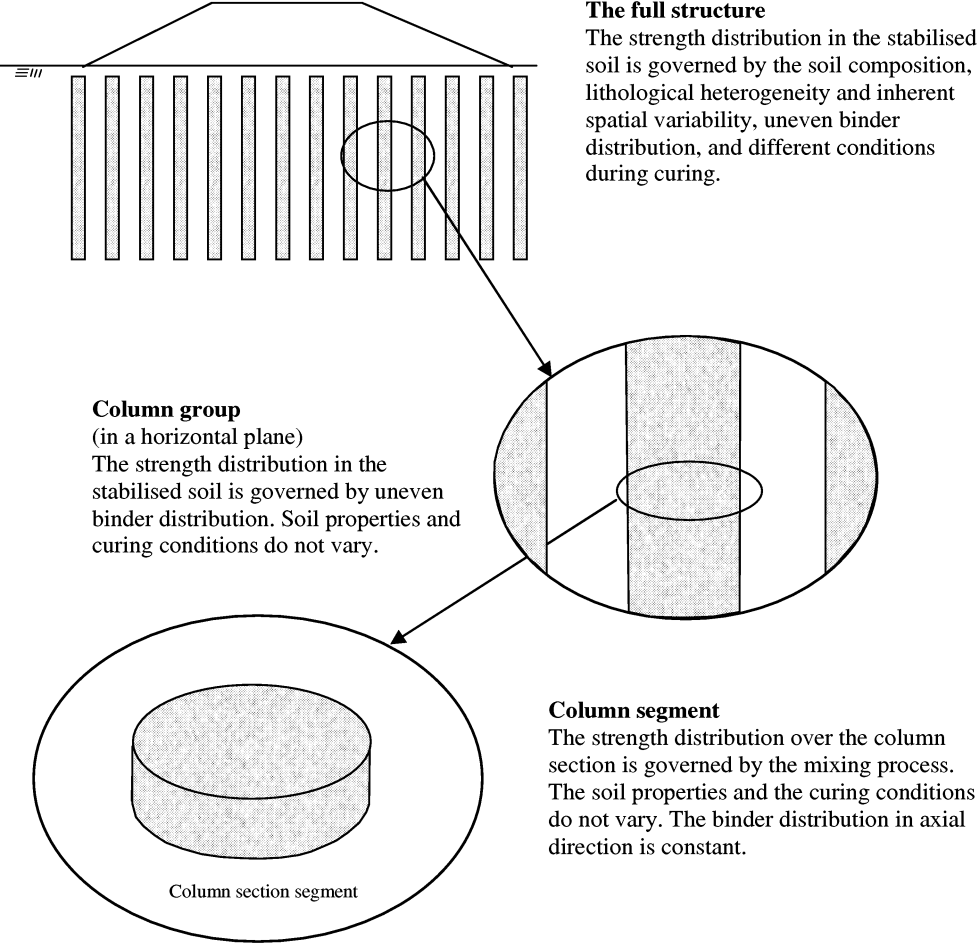 The full structure
The strength distribution in the stabilised
soil is governed by the soil composition,
lithological heterogeneity and inherent
spatial variability, uneven binder
distribution, and different conditions
during curing.
Column group
(in a horizontal plane)
The strength distribution in the
stabilised soil is governed by uneven
binder distribution. Soil properties and
curing conditions do not vary.
Column segment
The strength distribution over the column
section is governed by the mixing process.
The soil properties and the curing conditions
do not vary. The binder distribution in axial
direction is constant.
Column section segment